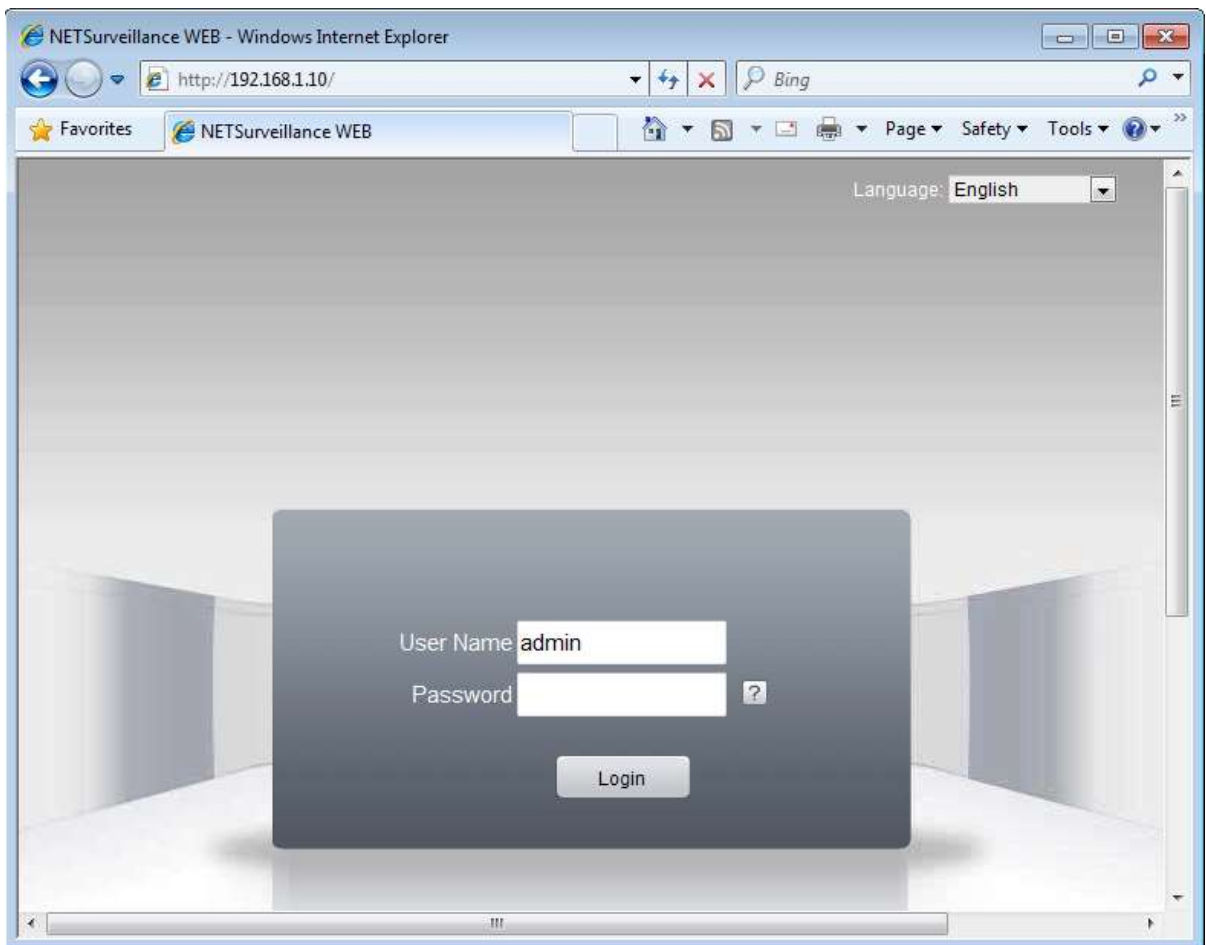 NETSurveillance WEB - Windows Internet Explorer
http://192.168.1.10/
Bing
Favorites
NETSurveillance WEB
Page
Safety
Tools
Language: English
User Name admin
Password
?
Login